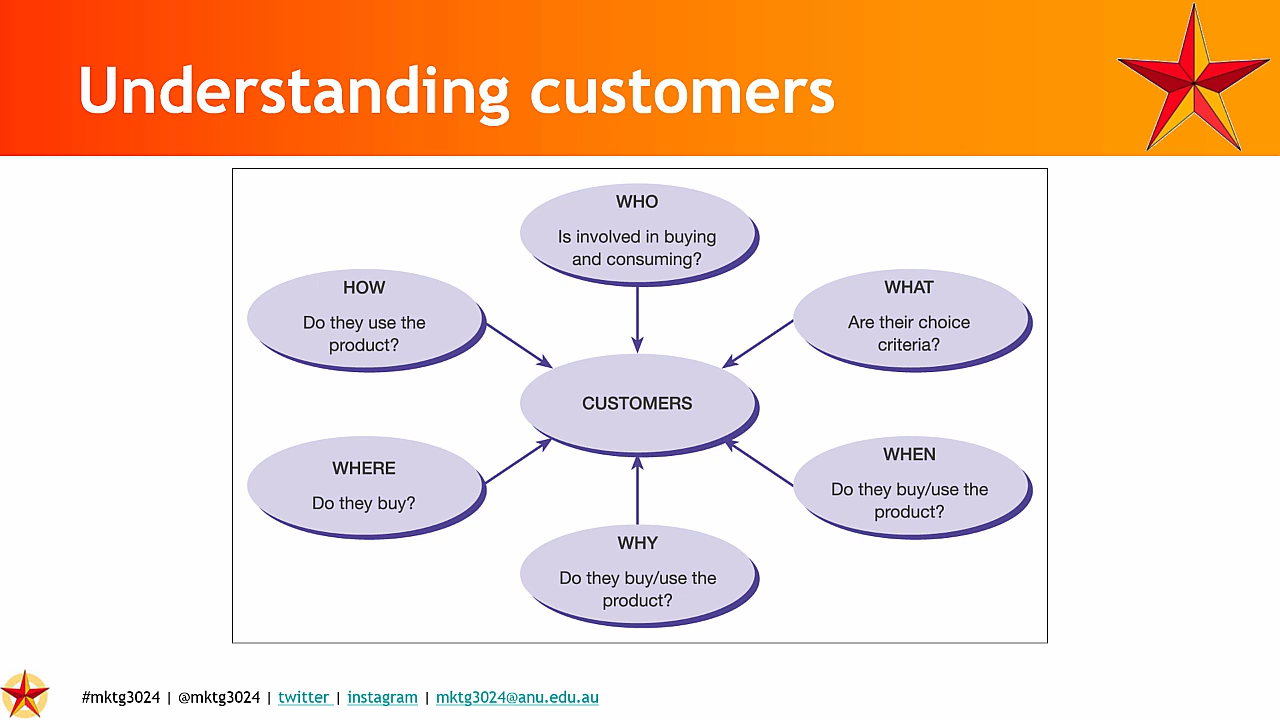 Understanding customers
WHO
Is involved in buying
and consuming?
HOW
Do they use the
product?
WHAT
Are their choice
criteria?
CUSTOMERS
WHERE
Do they buy?
WHEN
Do they buy/use the
product?
WHY
Do they buy/use the
product?
#mktg3024 | @mktg3024 | twitter | instagram | mktg3024@anu.edu.au